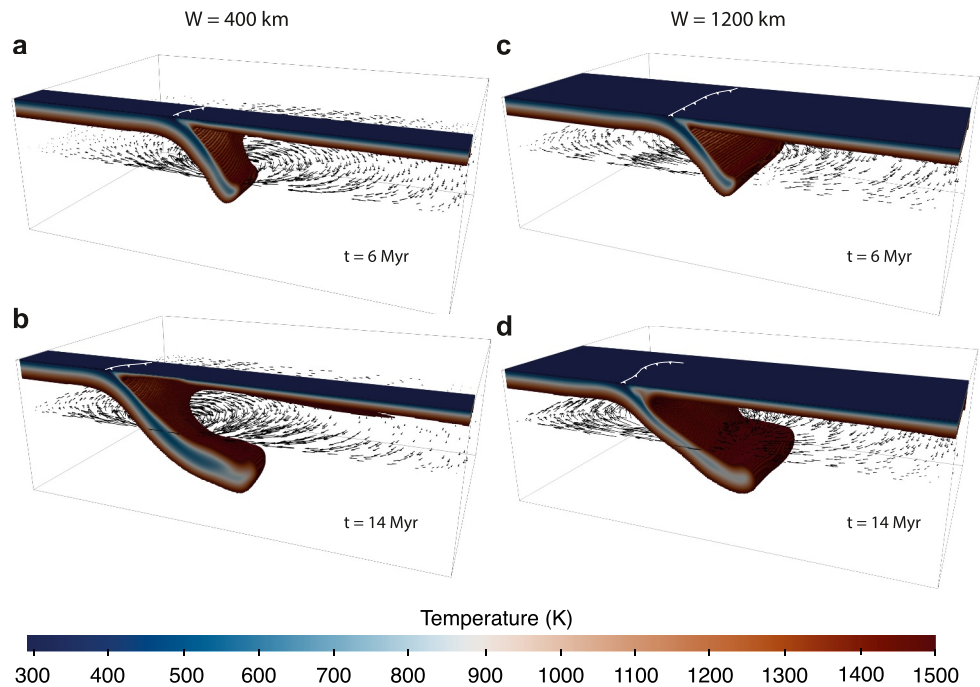 W = 400 km
W = 1200 km
a
c
t = 6 Myr
t = 6 Myr
b
d
t = 14 Myr
t = 14 Myr
Temperature (K)
300 400 500 600 700 800 900 1000 1100 1200 1300 1400 1500